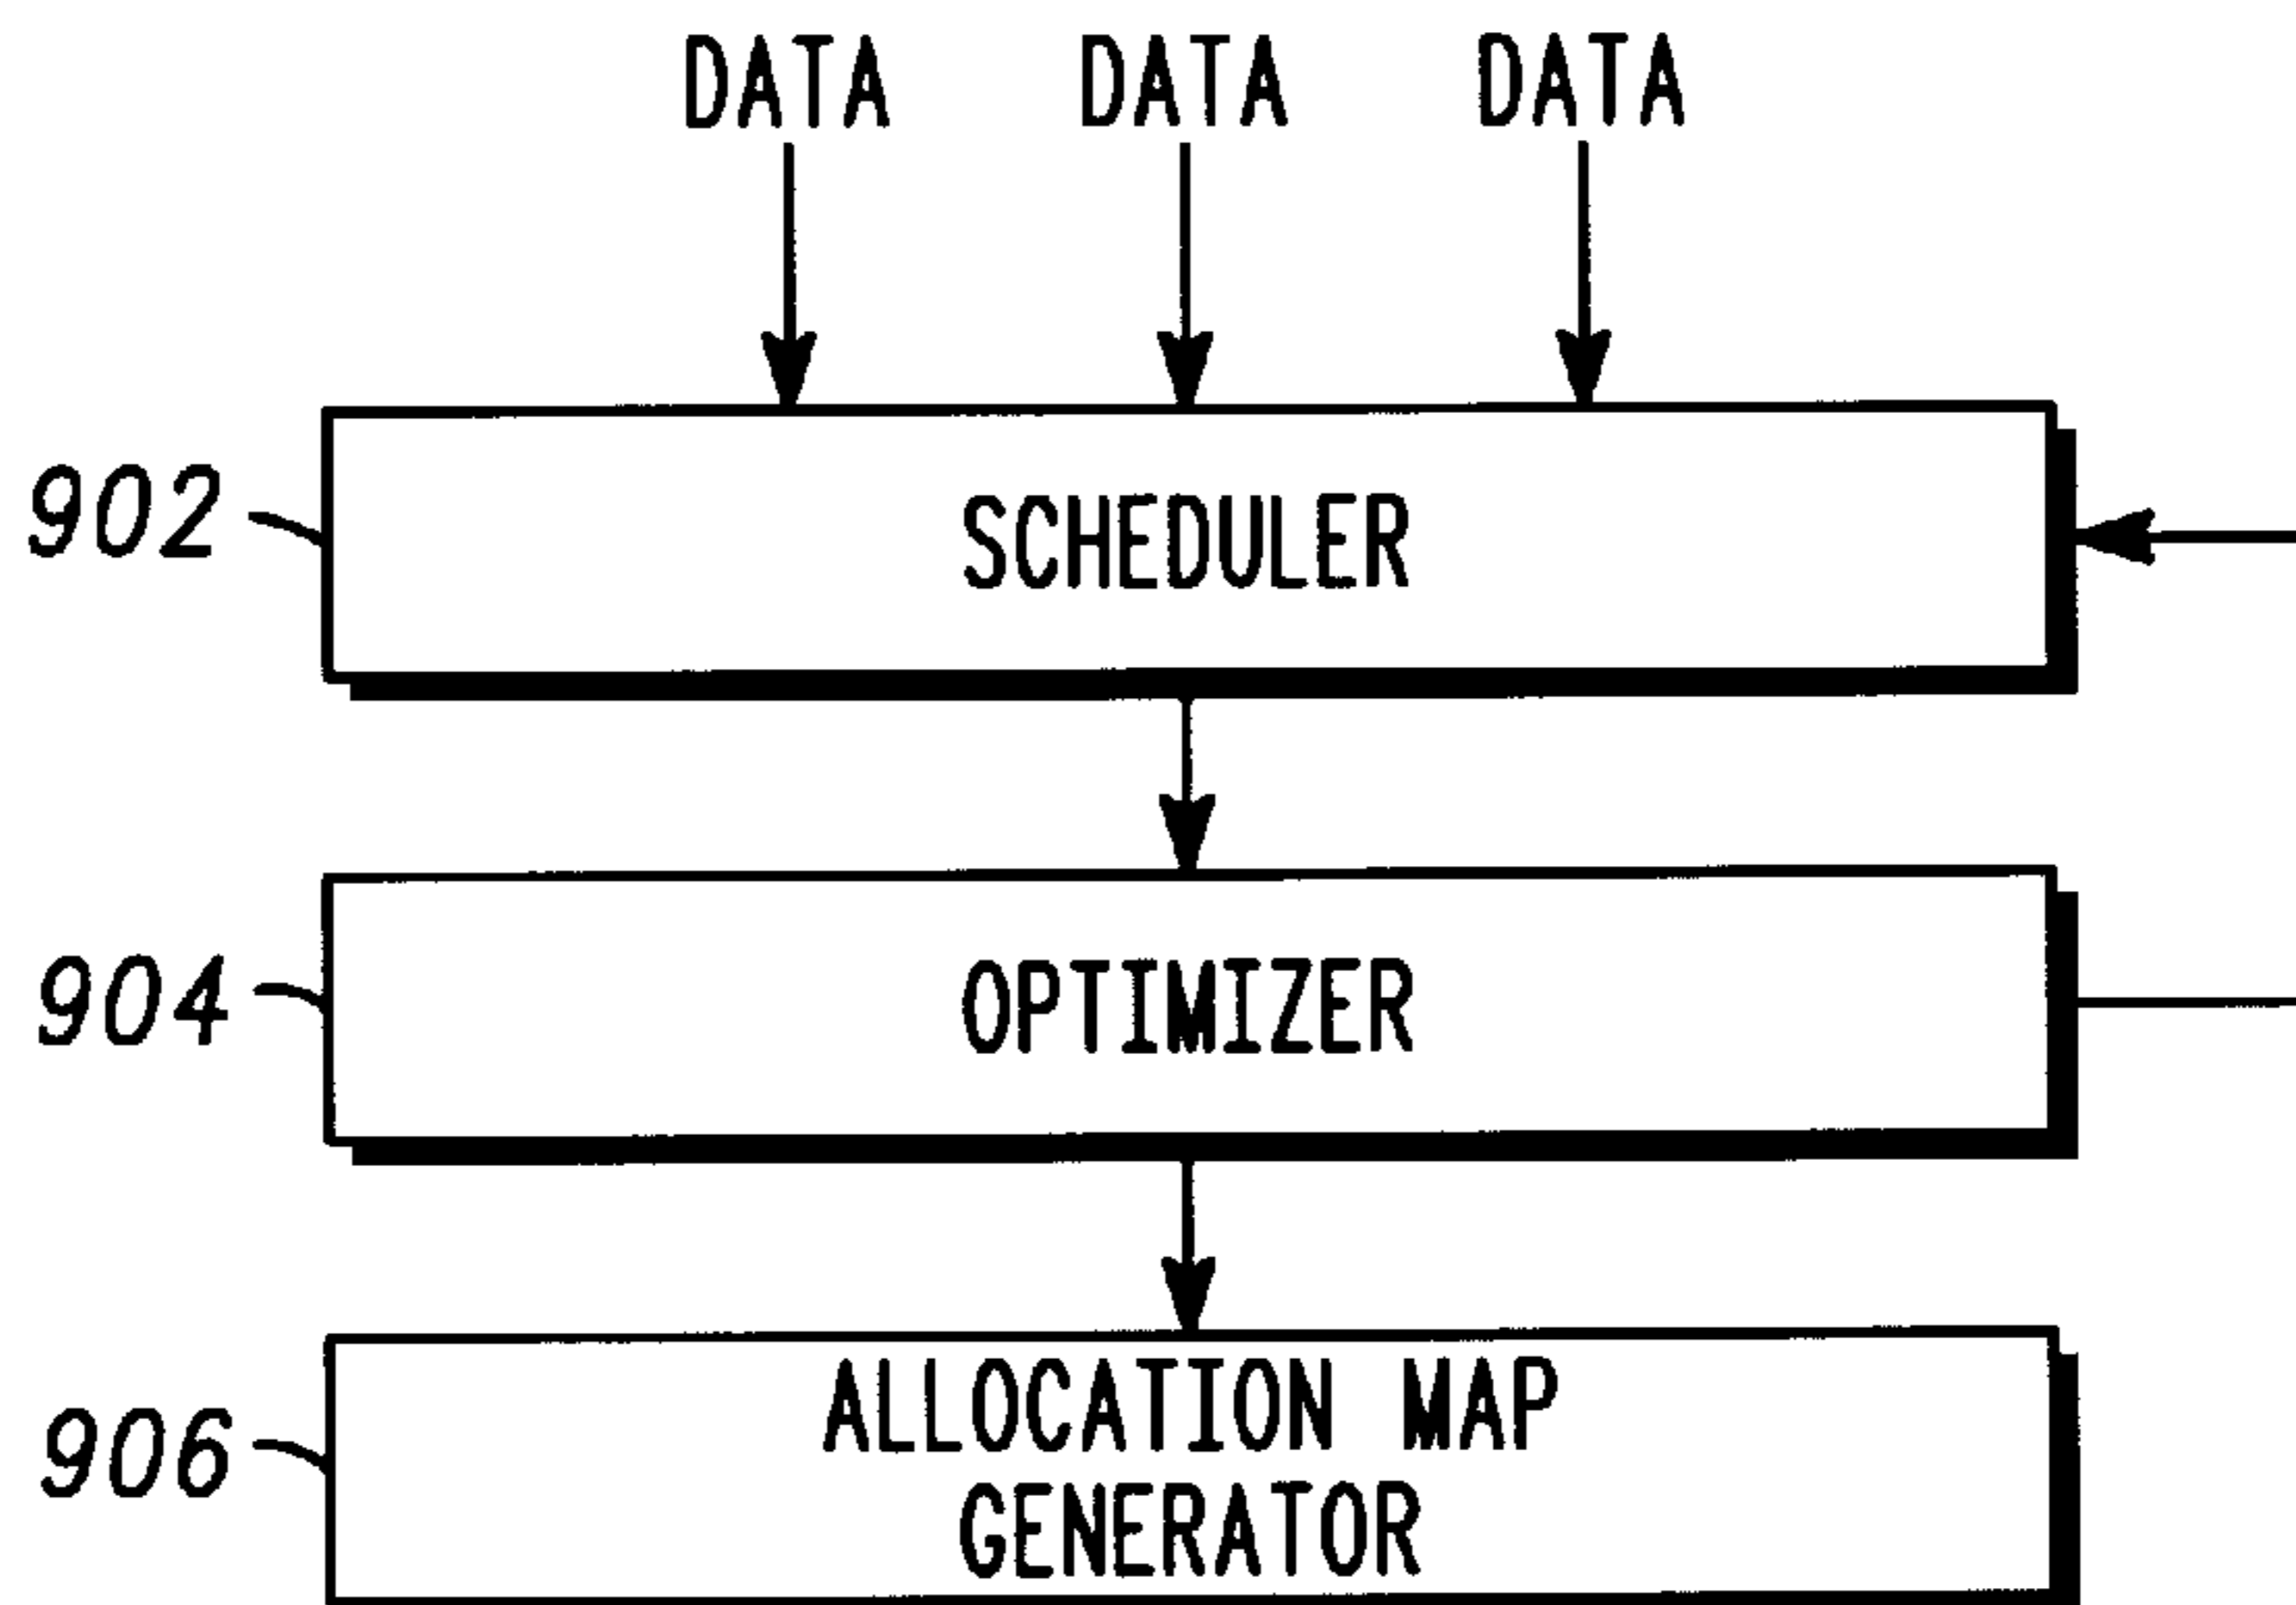 DATA DATA DATA
902
SCHEDULER
904
OPTIMIZER
906
ALLOCATION MAP
GENERATOR